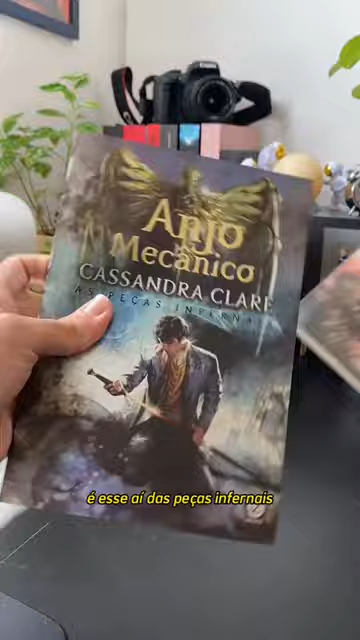 Anjo
Mecânico
CASSANDRA CLARE
AS PEÇAS INFERNAIS
é esse aí das peças infernais